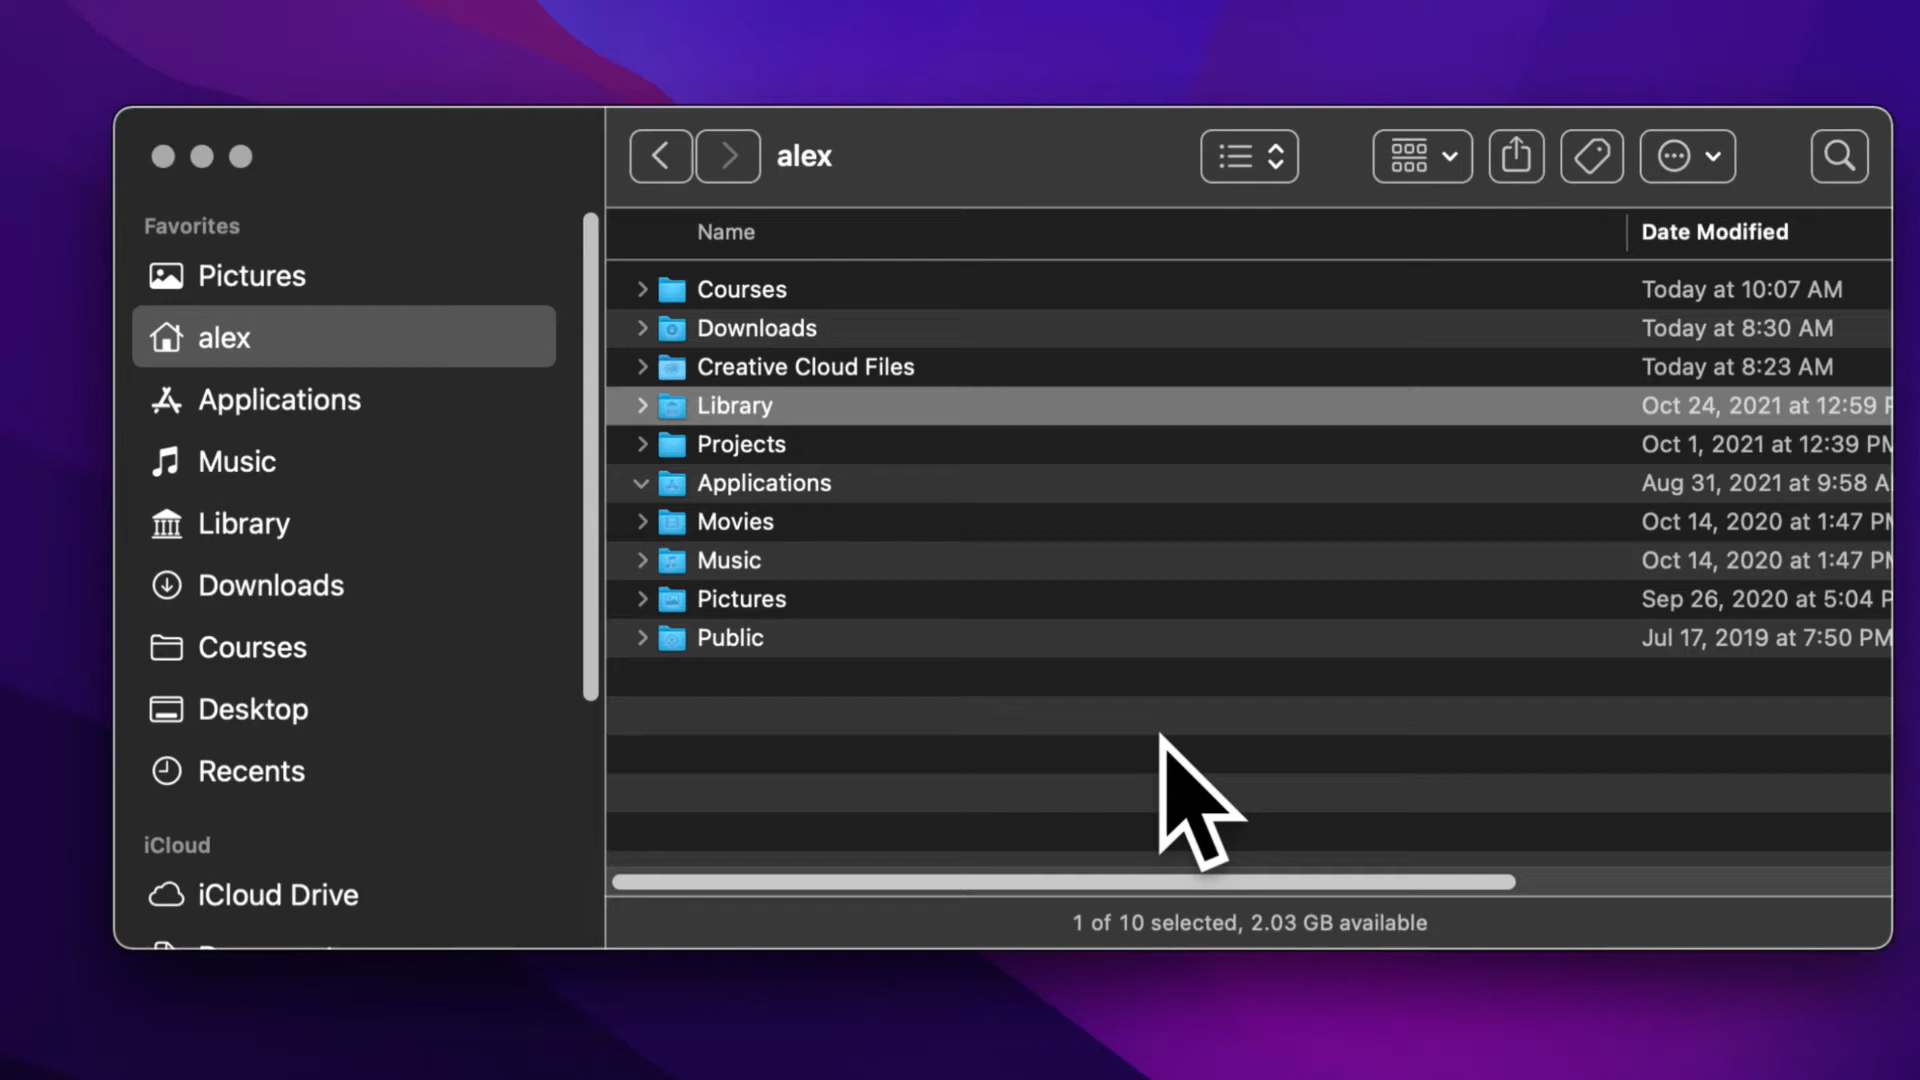 alex
Favorites
Pictures
alex
Applications
Music
Library
Downloads
Courses
Desktop
Recents
iCloud
iCloud Drive
Name Date Modified
Courses Today at 10:07 AM
Downloads Today at 8:30 AM
Creative Cloud Files Today at 8:23 AM
Library Oct 24, 2021 at 12:59
Projects Oct 1, 2021 at 12:39 PM
Applications Aug 31, 2021 at 9:58 A
Movies Oct 14, 2020 at 1:47 PM
Music Oct 14, 2020 at 1:47 PM
Pictures Sep 26, 2020 at 5:04 P
Public Jul 17, 2019 at 7:50 PM
1 of 10 selected, 2.03 GB available